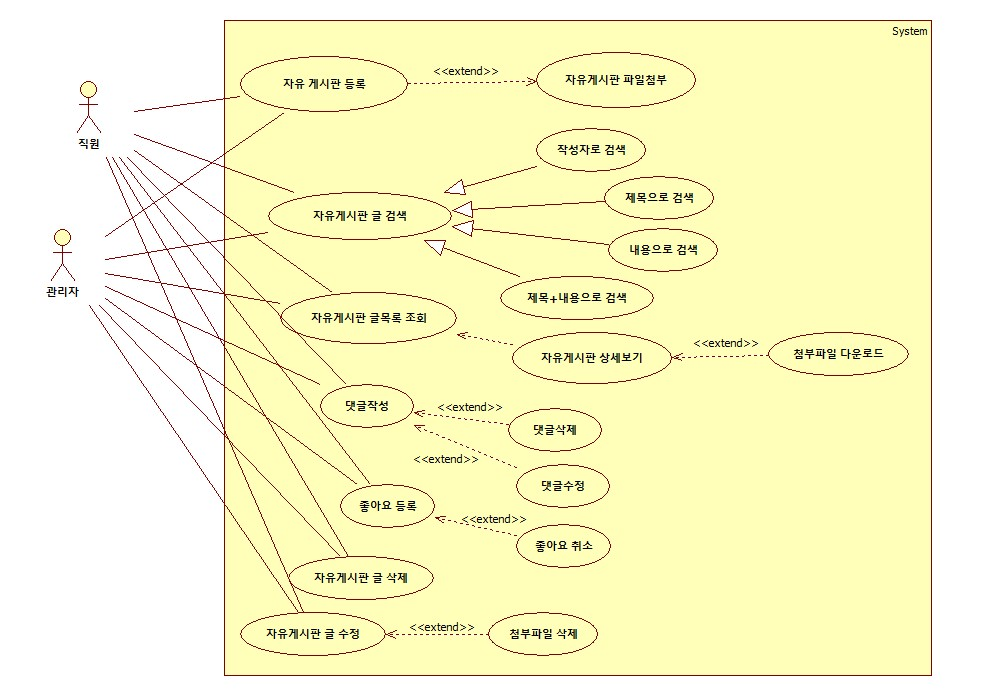 System
자유 게시판 등록
<<extend>>
자유게시판 파일첨부
직원
작성자로 검색
제목으로 검색
자유게시판 글 검색
내용으로 검색
관리자
제목+내용으로 검색
자유게시판 글목록 조회
<<extend>>
자유게시판 상세보기
첨부파일 다운로드
댓글작성
<<extend>>
댓글삭제
<<extend>>
댓글수정
좋아요 등록
<<extend>>
좋아요 취소
자유게시판 글 삭제
자유게시판 글 수정
<<extend>>
첨부파일 삭제